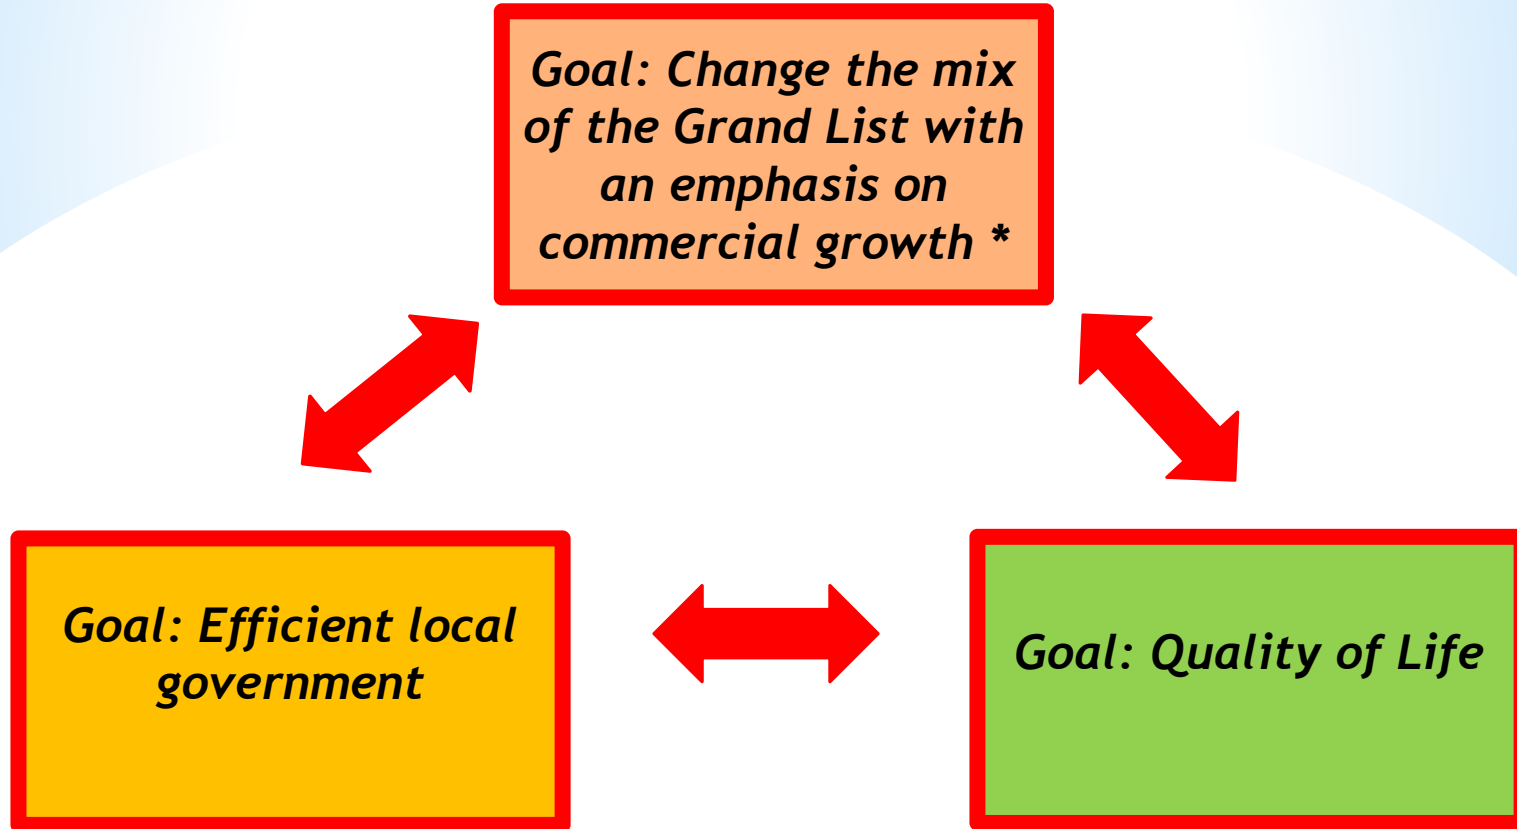 Goal: Change the mix
of the Grand List with
an emphasis on
commercial growth *
Goal: Efficient local
government
Goal: Quality of Life